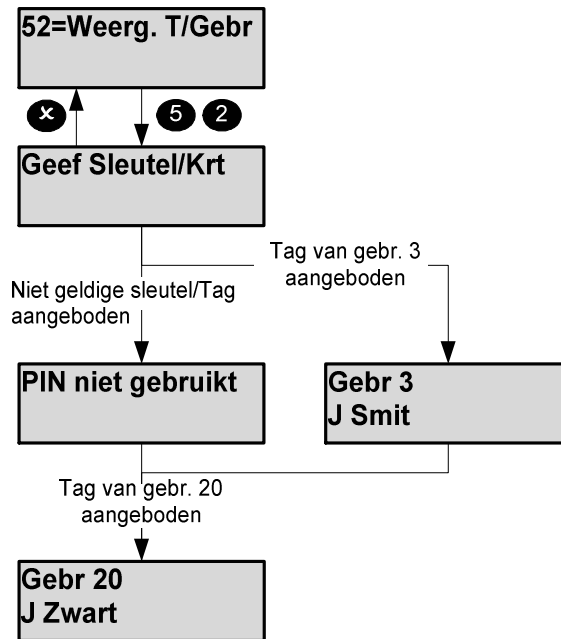 52=Weerg. T/Gebr
× 5 2
Geef Sleutel/Krt
Tag van gebr. 3
aangeboden
Niet geldige sleutel/Tag
aangeboden
PIN niet gebruikt
Gebr 3
J Smit
Tag van gebr. 20
aangeboden
Gebr 20
J Zwart